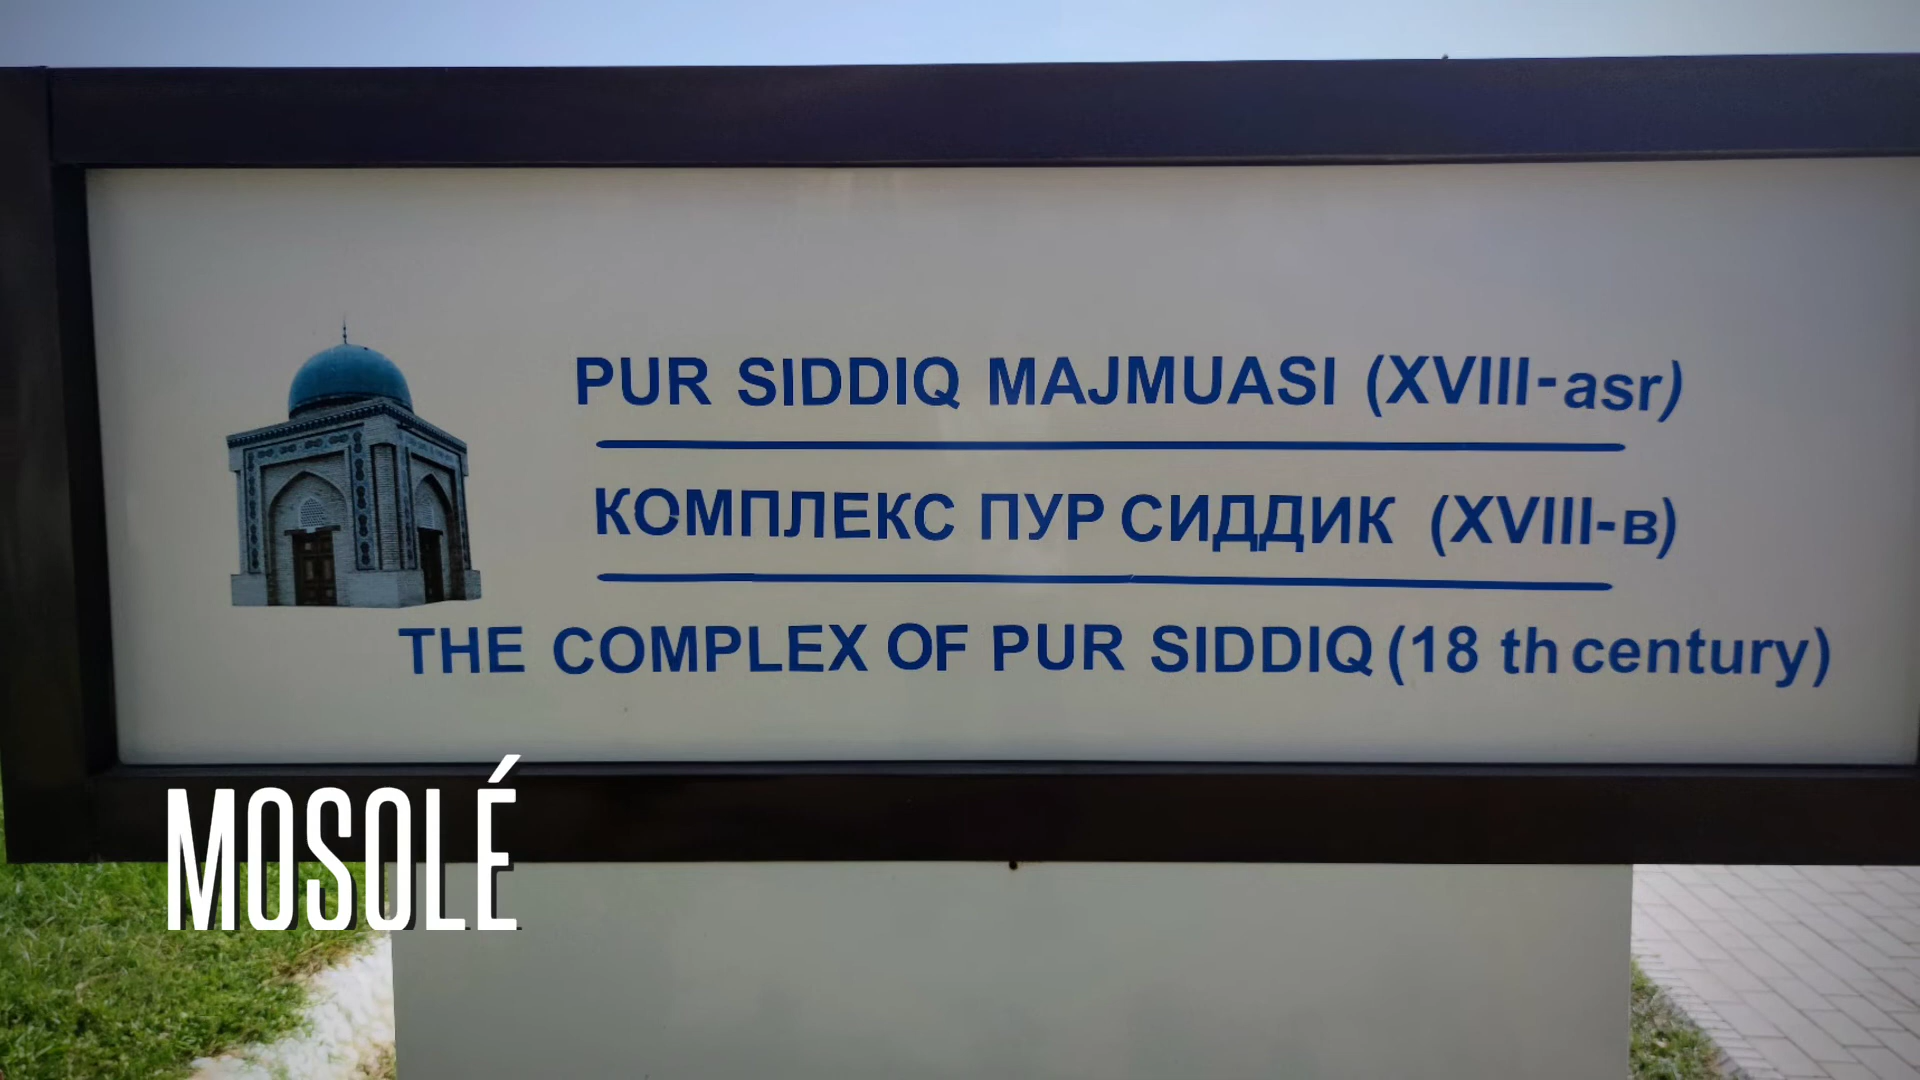 PUR SIDDIQ MAJMUASI (XVIII-asr)
КОМПЛЕКС ПУР СИДДИК (XVIII-в)
THE COMPLEX OF PUR SIDDIQ (18 th century)
MOSOLÉ